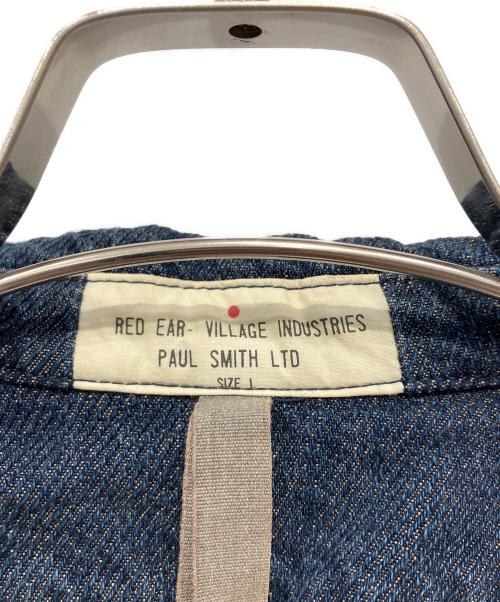 RED EAR- VILLAGE INDUSTRIES
PAUL SMITH LTD
SIZE L